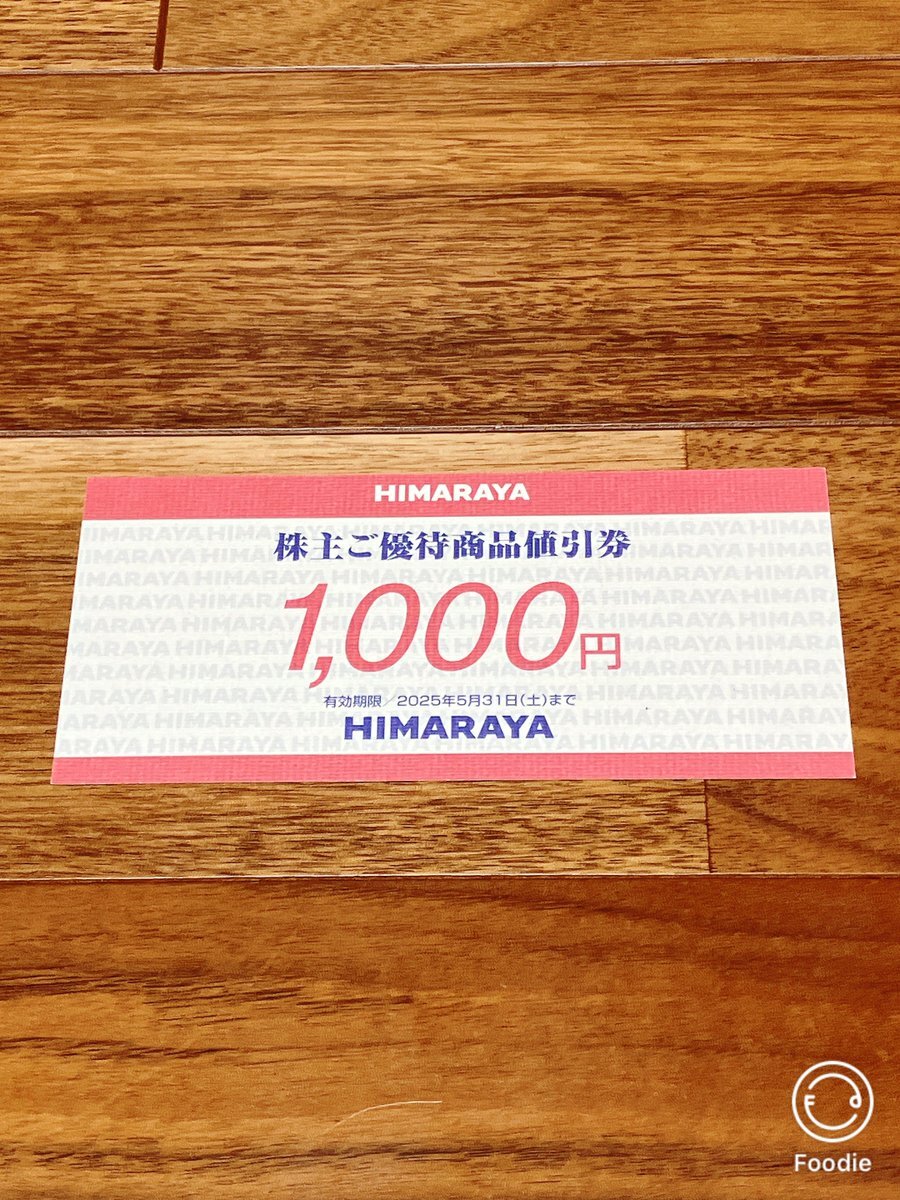 HIMARAYA
株主ご優待商品値引券
1,000円
有効期限/2025年5月31日(土)まで
HIMARAYA
Foodie